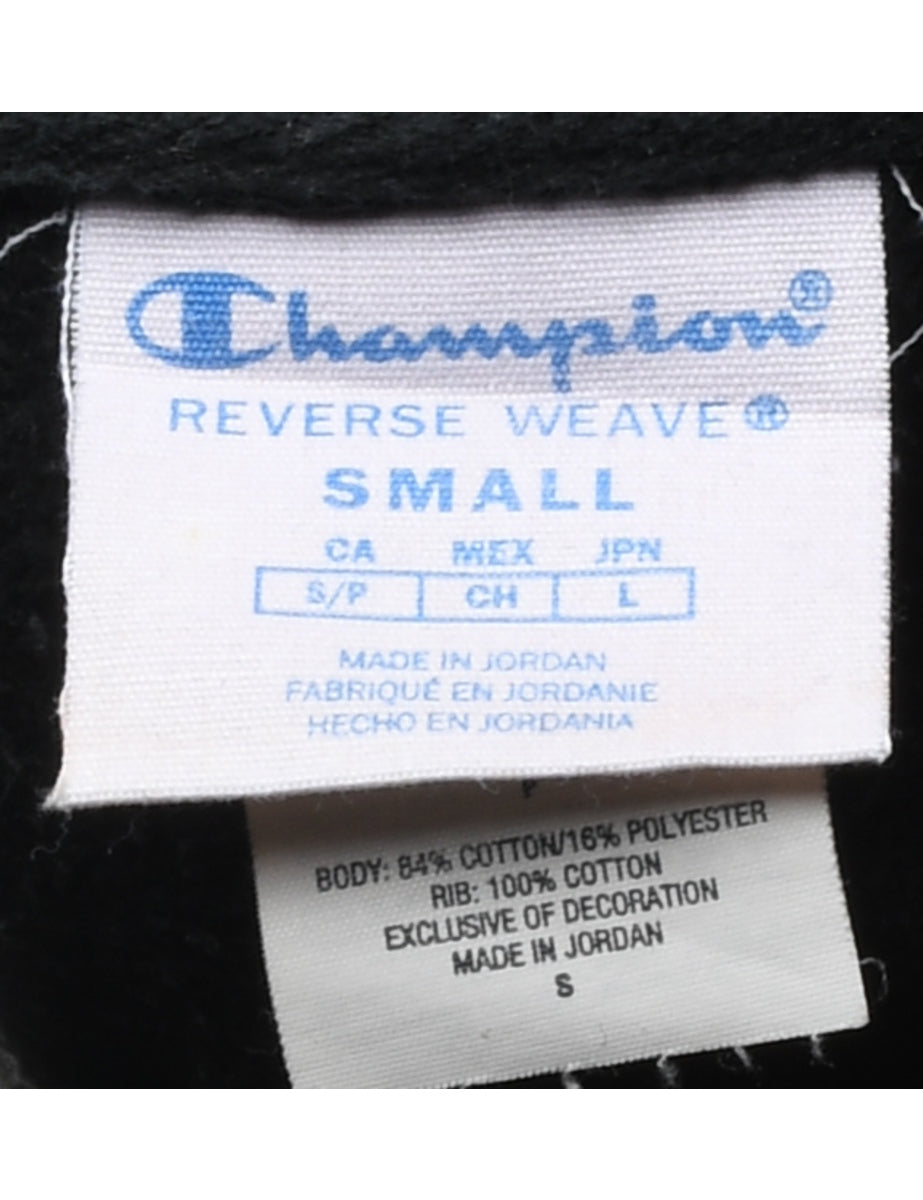 Champion®
REVERSE WEAVE®
SMALL
CA MEX JPN
S/P CH L
MADE IN JORDAN
FABRIQUÉ EN JORDANIE
HECHO EN JORDANIA
BODY: 84% COTTON/16% POLYESTER
RIB: 100% COTTON
EXCLUSIVE OF DECORATION
MADE IN JORDAN
S